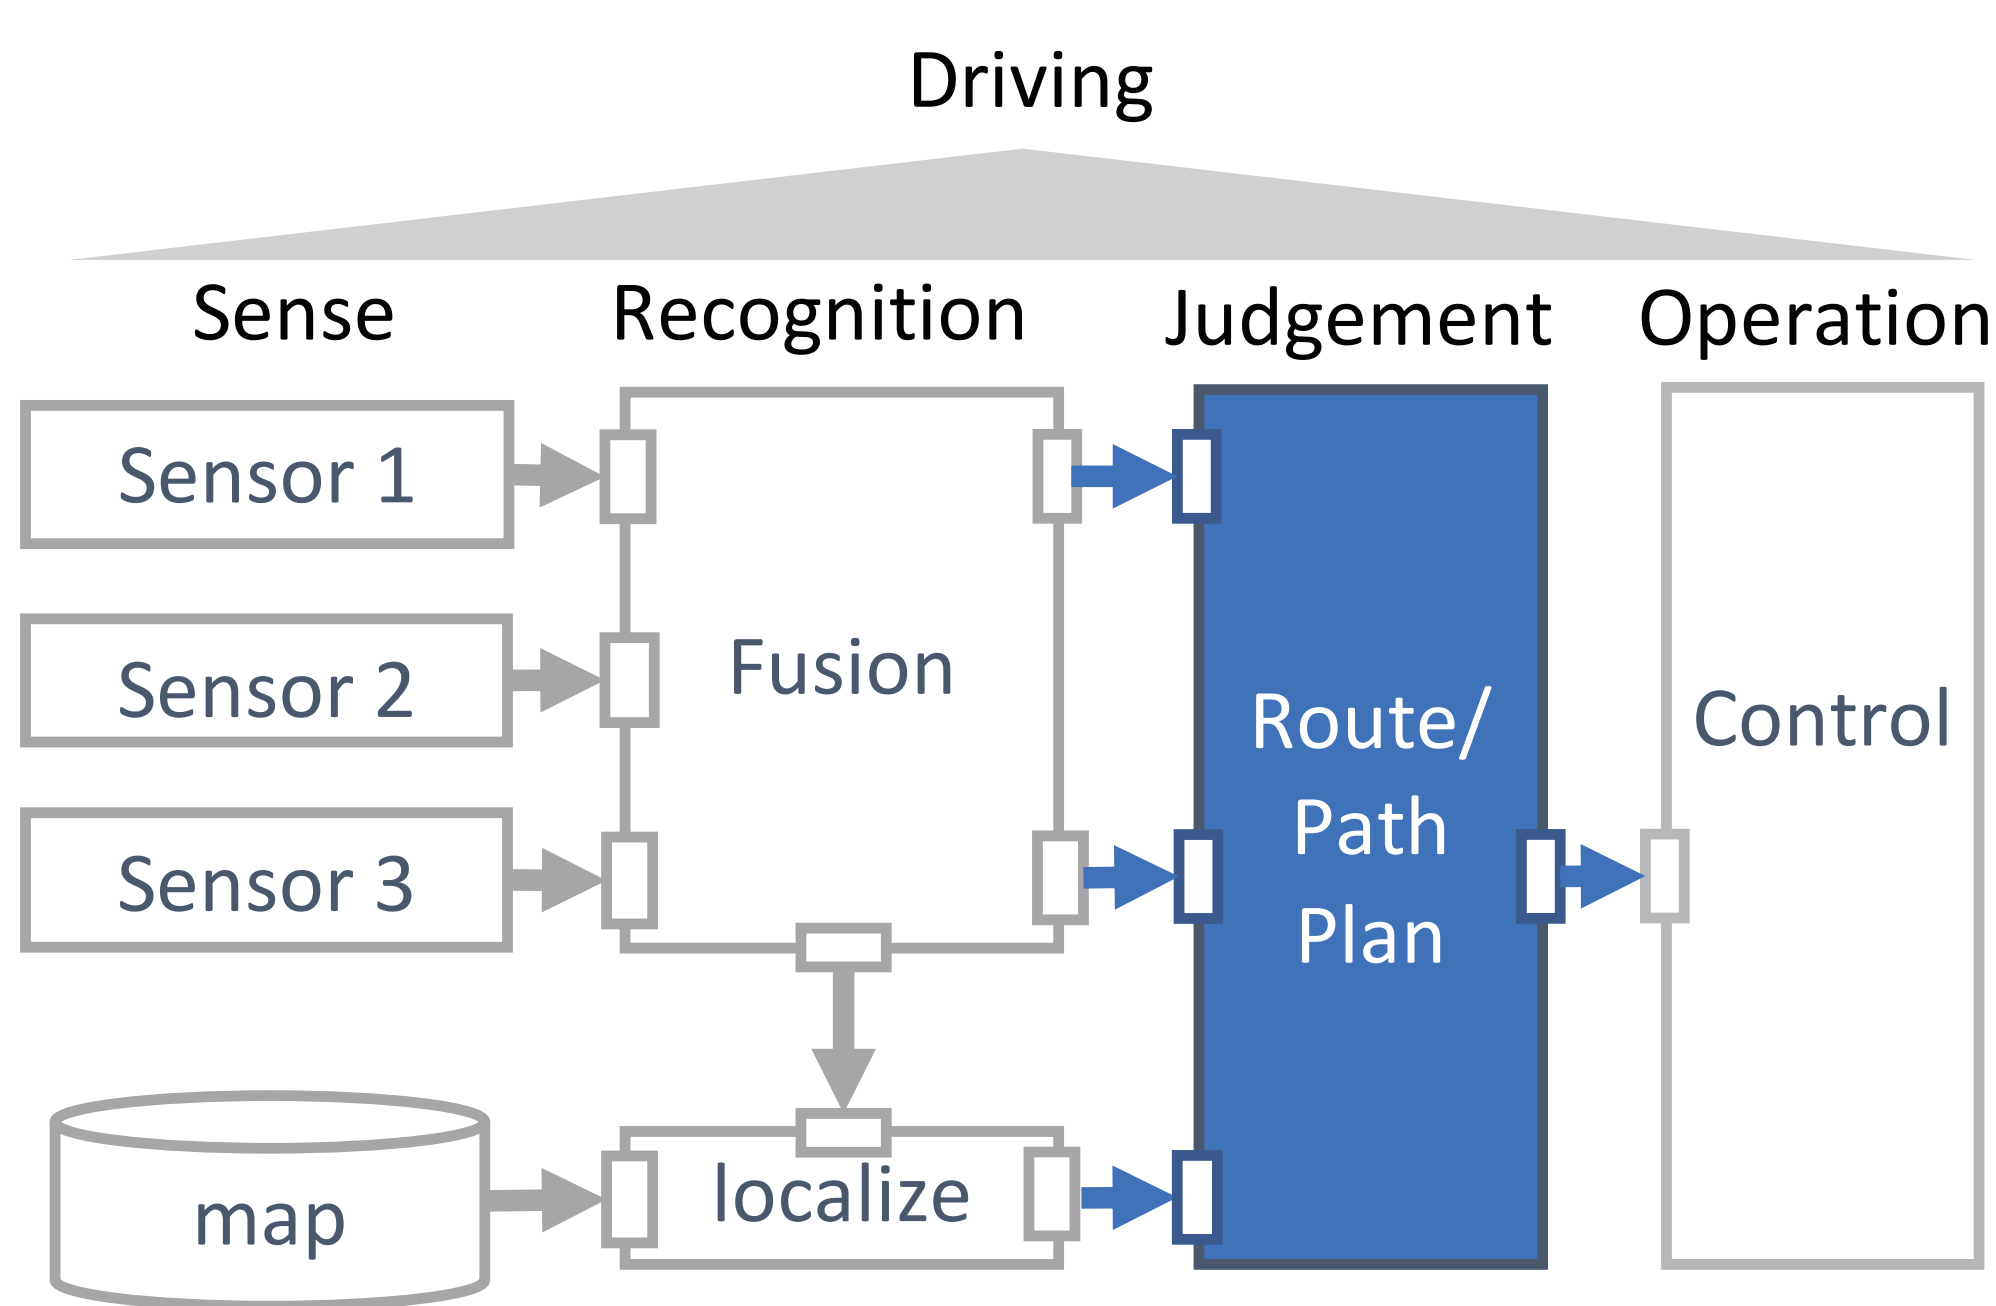 Driving
Sense
Recognition
Judgement
Operation
Sensor 1
Sensor 2
Sensor 3
map
Fusion
localize
Route/
Path
Plan
Control